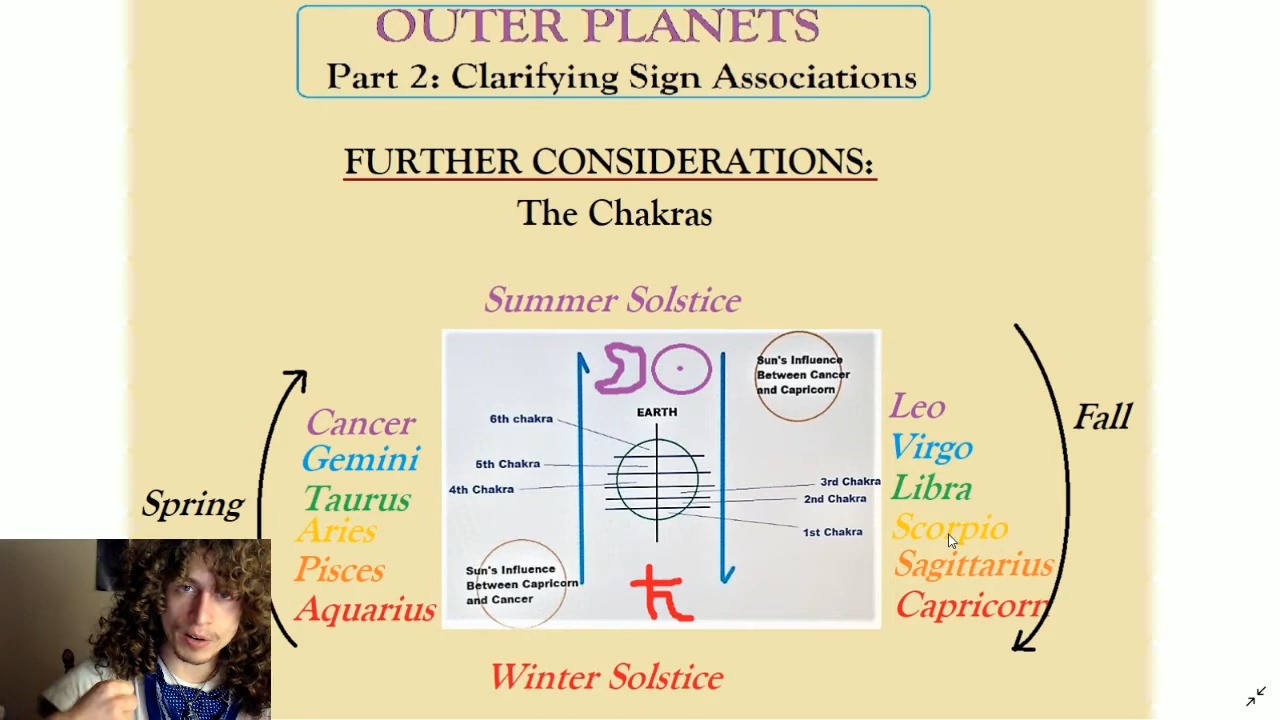 OUTER PLANETS
Part 2: Clarifying Sign Associations
FURTHER CONSIDERATIONS:
The Chakras
Summer Solstice
Spring
Cancer
Gemini
Taurus
Aries
Pisces
Aquarius
Sun's Influence
Between Cancer
and Capricorn
EARTH
6th chakra
5th Chakra
4th Chakra
3rd Chakra
2nd Chakra
1st Chakra
Sun's Influence
Between Capricorn
and Cancer
Leo
Virgo
Libra
Scorpio
Sagittarius
Capricorn
Fall
Winter Solstice